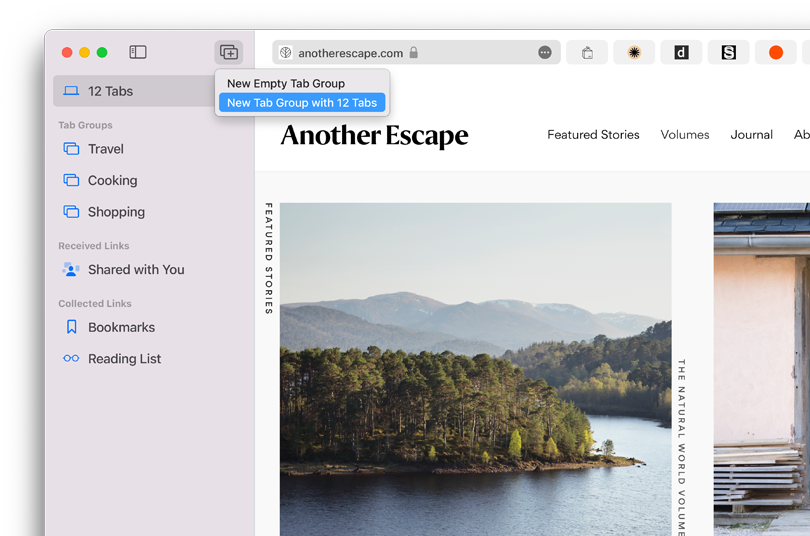 anotherescape.com
d
S
12 Tabs
New Empty Tab Group
New Tab Group with 12 Tabs
Tab Groups
Travel
Cooking
Shopping
Received Links
Shared with You
Collected Links
Bookmarks
Reading List
Another Escape
Featured Stories
Volumes
Journal
Ab
FEATURED STORIES
THE NATURAL WORLD VOLUME